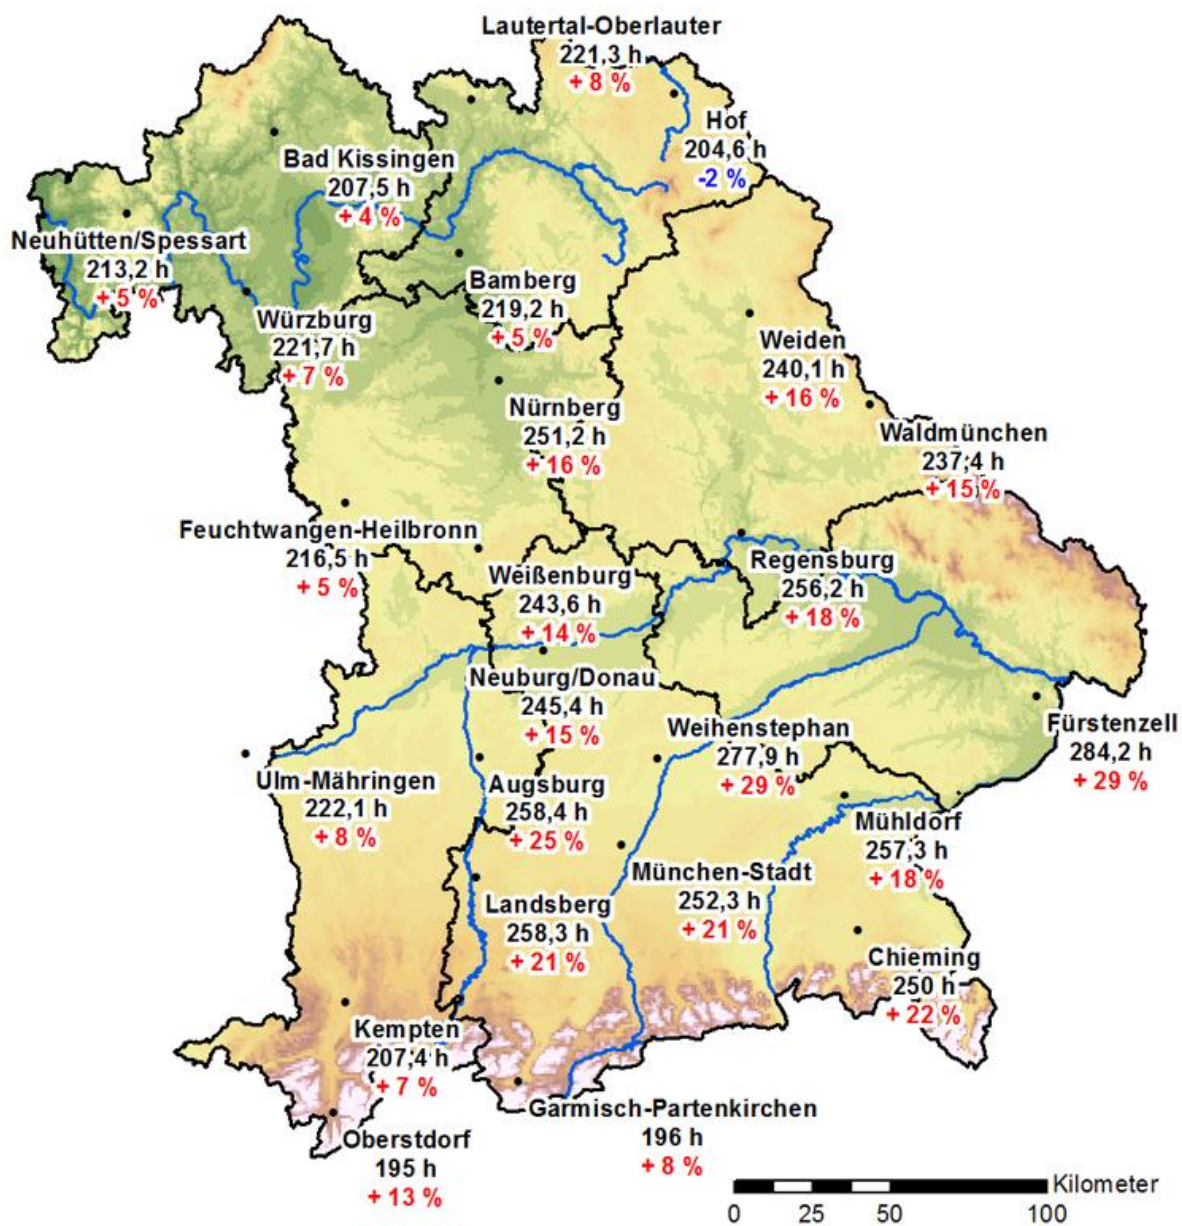 Lautertal-Oberlauter
221,3 h
+ 8 %
Hof
204,6 h
-2 %
Bad Kissingen
207,5 h
+ 4 %
Neuhütten/Spessart
213,2 h
+ 5 %
Bamberg
219,2 h
+ 5 %
Würzburg
221,7 h
+ 7 %
Weiden
240,1 h
+ 16 %
Nürnberg
251,2 h
+ 16 %
Waldmünchen
237,4 h
+ 15 %
Feuchtwangen-Heilbronn
216,5 h
+ 5 %
Weißenburg
243,6 h
+ 14 %
Regensburg
256,2 h
+ 18 %
Neuburg/Donau
245,4 h
+ 15 %
Weihenstephan
277,9 h
+ 29 %
Fürstenzell
284,2 h
+ 29 %
Ulm-Mähringen
222,1 h
+ 8 %
Augsburg
258,4 h
+ 25 %
Mühldorf
257,3 h
+ 18 %
München-Stadt
252,3 h
+ 21 %
Landsberg
258,3 h
+ 21 %
Chieming
250 h
+ 22 %
Kempten
207,4 h
+ 7 %
Garmisch-Partenkirchen
196 h
+ 8 %
Oberstdorf
195 h
+ 13 %
Kilometer
0 25 50 100